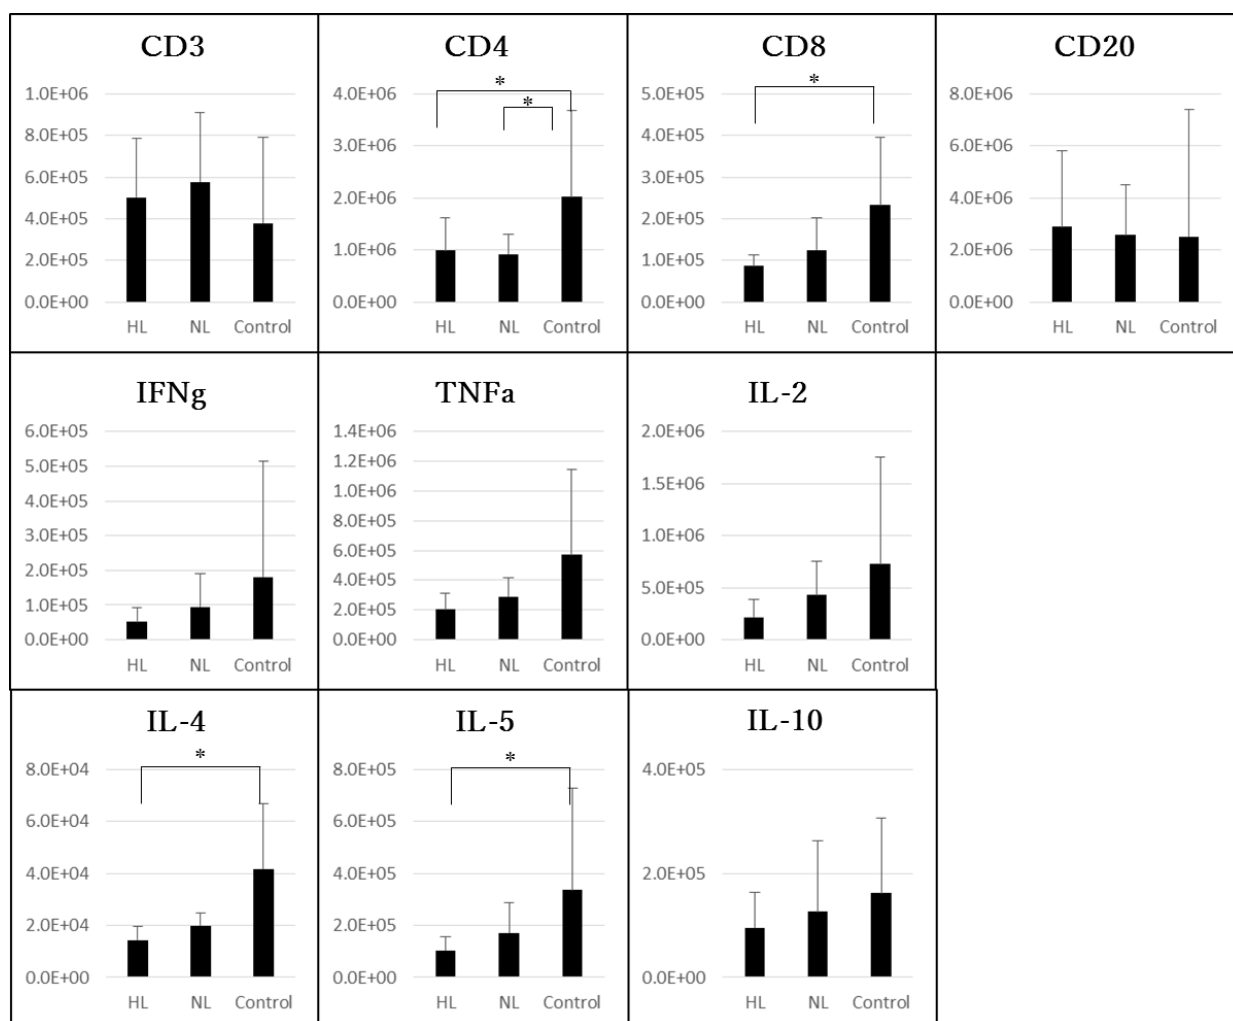 CD3
*
1.0E+06
8.0E+05
6.0E+05
4.0E+05
2.0E+05
0.0E+00
HL NL Control
CD4
*
*
4.0E+06
3.0E+06
2.0E+06
1.0E+06
0.0E+00
HL NL Control
CD8
*
5.0E+05
4.0E+05
3.0E+05
2.0E+05
1.0E+05
0.0E+00
HL NL Control
CD20
8.0E+06
6.0E+06
4.0E+06
2.0E+06
0.0E+00
HL NL Control
IFNg
6.0E+05
5.0E+05
4.0E+05
3.0E+05
2.0E+05
1.0E+05
0.0E+00
HL NL Control
TNFa
1.4E+06
1.2E+06
1.0E+06
8.0E+05
6.0E+05
4.0E+05
2.0E+05
0.0E+00
HL NL Control
IL-2
2.0E+06
1.5E+06
1.0E+06
5.0E+05
0.0E+00
HL NL Control
IL-4
*
8.0E+04
6.0E+04
4.0E+04
2.0E+04
0.0E+00
HL NL Control
IL-5
*
8.0E+05
6.0E+05
4.0E+05
2.0E+05
0.0E+00
HL NL Control
IL-10
4.0E+05
2.0E+05
0.0E+00
HL NL Control